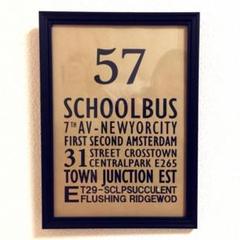 57
SCHOOLBUS
7TH AV-NEWYORCITY
FIRST SECOND AMSTERDAM
31 STREET CROSSTOWN
CENTRALPARK E265
TOWN JUNCTION EST
E T29-SCLPSUCCULENT
FLUSHING RIDGEWOD